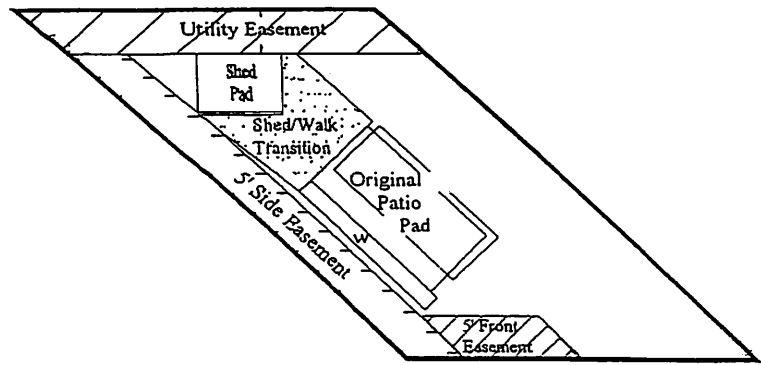 Utility Easement
Shed
Pad
Shed/Walk
Transition
Original
Patio
Pad
5' Side Easement
W
5' Front
Easement